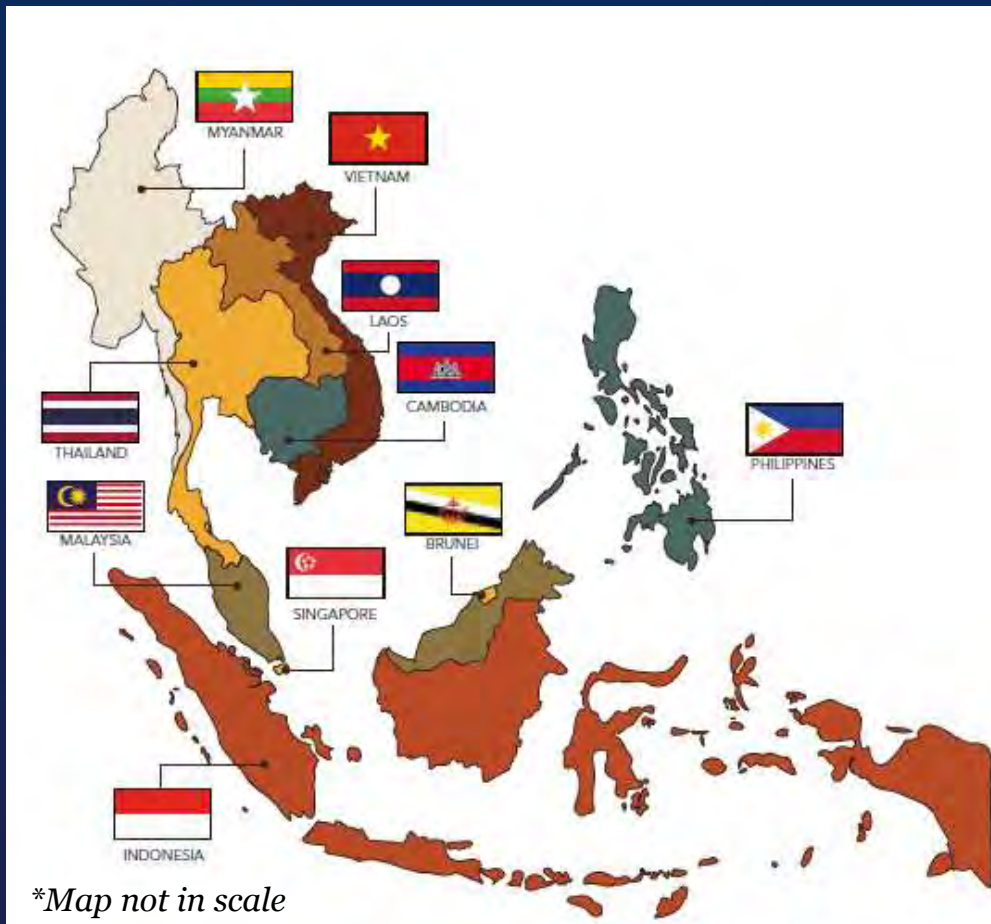 MYANMAR
VIETNAM
LAOS
CAMBODIA
THAILAND
PHILIPPINES
MALAYSIA
BRUNEI
SINGAPORE
INDONESIA
*Map not in scale